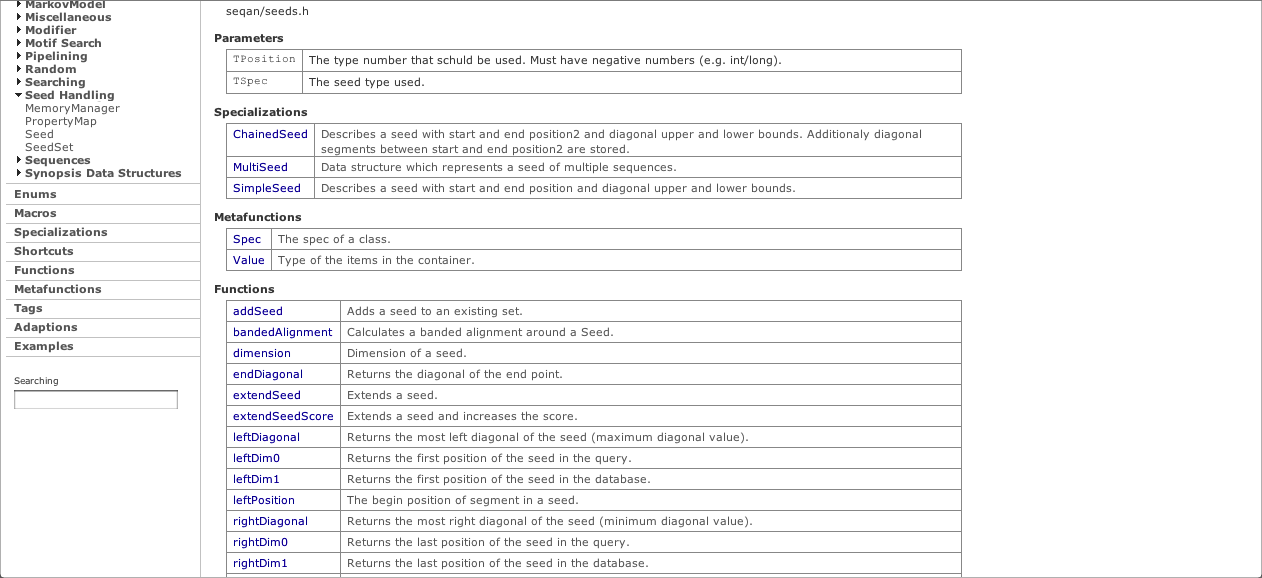 MarkovModel
Miscellaneous
Modifier
Motif Search
Pipelining
Random
Searching
Seed Handling
MemoryManager
PropertyMap
Seed
SeedSet
Sequences
Synopsis Data Structures
Enums
Macros
Specializations
Shortcuts
Functions
Metafunctions
Tags
Adaptions
Examples
Searching
seqan/seeds.h
Parameters
TPosition The type number that schuld be used. Must have negative numbers (e.g. int/long).
TSpec The seed type used.
Specializations
ChainedSeed Describes a seed with start and end position2 and diagonal upper and lower bounds. Additionaly diagonal
segments between start and end position2 are stored.
MultiSeed Data structure which represents a seed of multiple sequences.
SimpleSeed Describes a seed with start and end position and diagonal upper and lower bounds.
Metafunctions
Spec The spec of a class.
Value Type of the items in the container.
Functions
addSeed Adds a seed to an existing set.
bandedAlignment Calculates a banded alignment around a Seed.
dimension Dimension of a seed.
endDiagonal Returns the diagonal of the end point.
extendSeed Extends a seed.
extendSeedScore Extends a seed and increases the score.
leftDiagonal Returns the most left diagonal of the seed (maximum diagonal value).
leftDim0 Returns the first position of the seed in the query.
leftDim1 Returns the first position of the seed in the database.
leftPosition The begin position of segment in a seed.
rightDiagonal Returns the most right diagonal of the seed (minimum diagonal value).
rightDim0 Returns the last position of the seed in the query.
rightDim1 Returns the last position of the seed in the database.